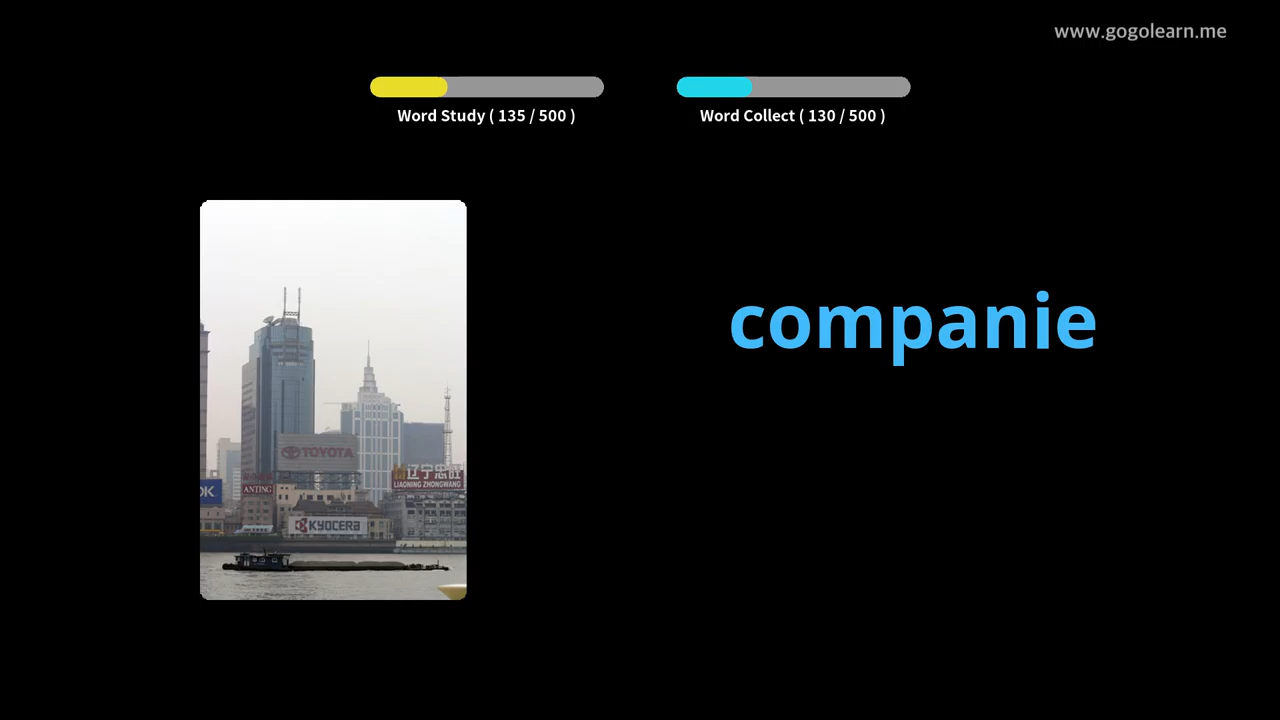 www.gogolearn.me
Word Study ( 135 / 500 )
Word Collect ( 130 / 500 )
companie
TOYOTA
辽宁忠旺
LIAONING ZHONGWANG
OK
ANTING
KYOCERA